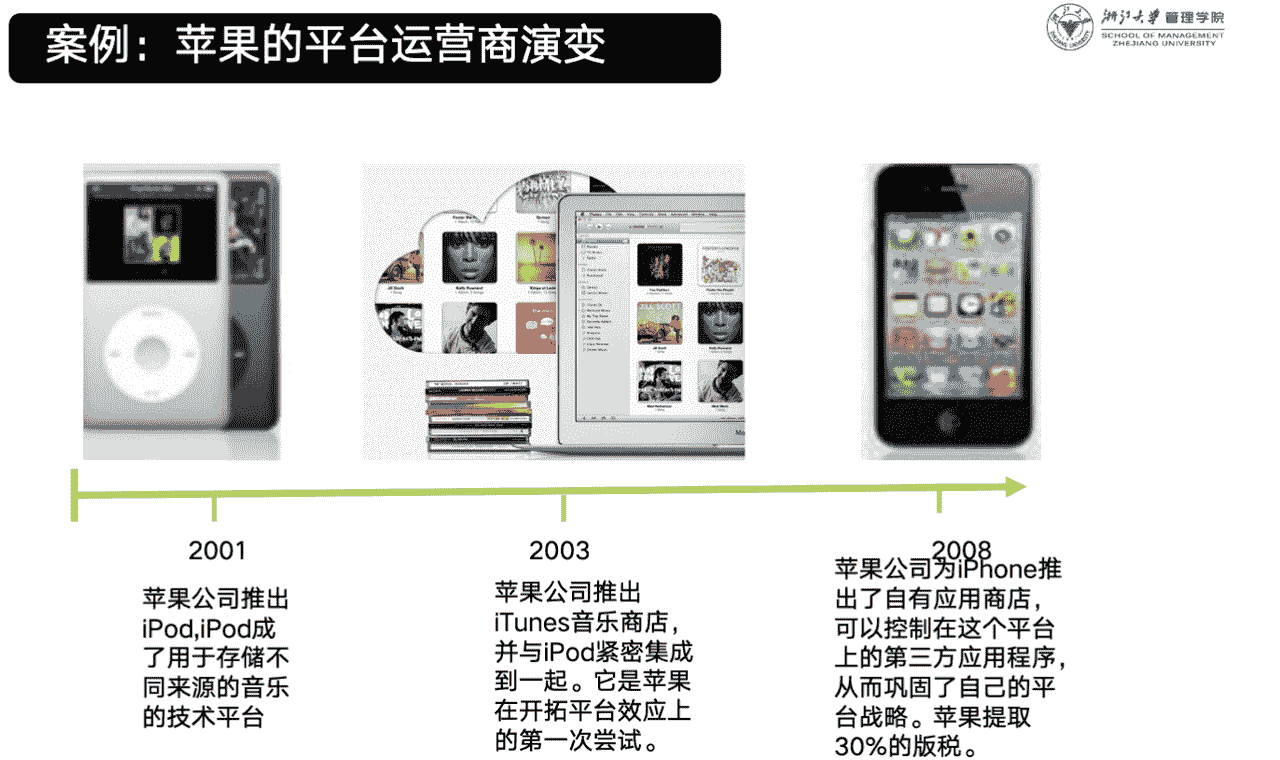 案例：苹果的平台运营商演变
浙江大学管理学院
SCHOOL OF MANAGEMENT
ZHEJIANG UNIVERSITY
2001
苹果公司推出
iPod,iPod成
了用于存储不
同来源的音乐
的技术平台
2003
苹果公司推出
iTunes音乐商店，
并与iPod紧密集成
到一起。它是苹果
在开拓平台效应上
的第一次尝试。
2008
苹果公司为iPhone推
出了自有应用商店，
可以控制在这个平台
上的第三方应用程序，
从而巩固了自己的平
台战略。苹果提取
30%的版税。